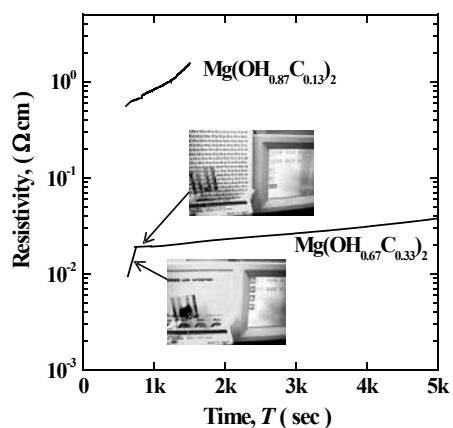 Resistivity, (Ωcm)
10⁰
10⁻¹
10⁻²
10⁻³
Mg(OH₀.₈₇C₀.₁₃)₂
Mg(OH₀.₆₇C₀.₃₃)₂
0 1k 2k 3k 4k 5k
Time, T ( sec)